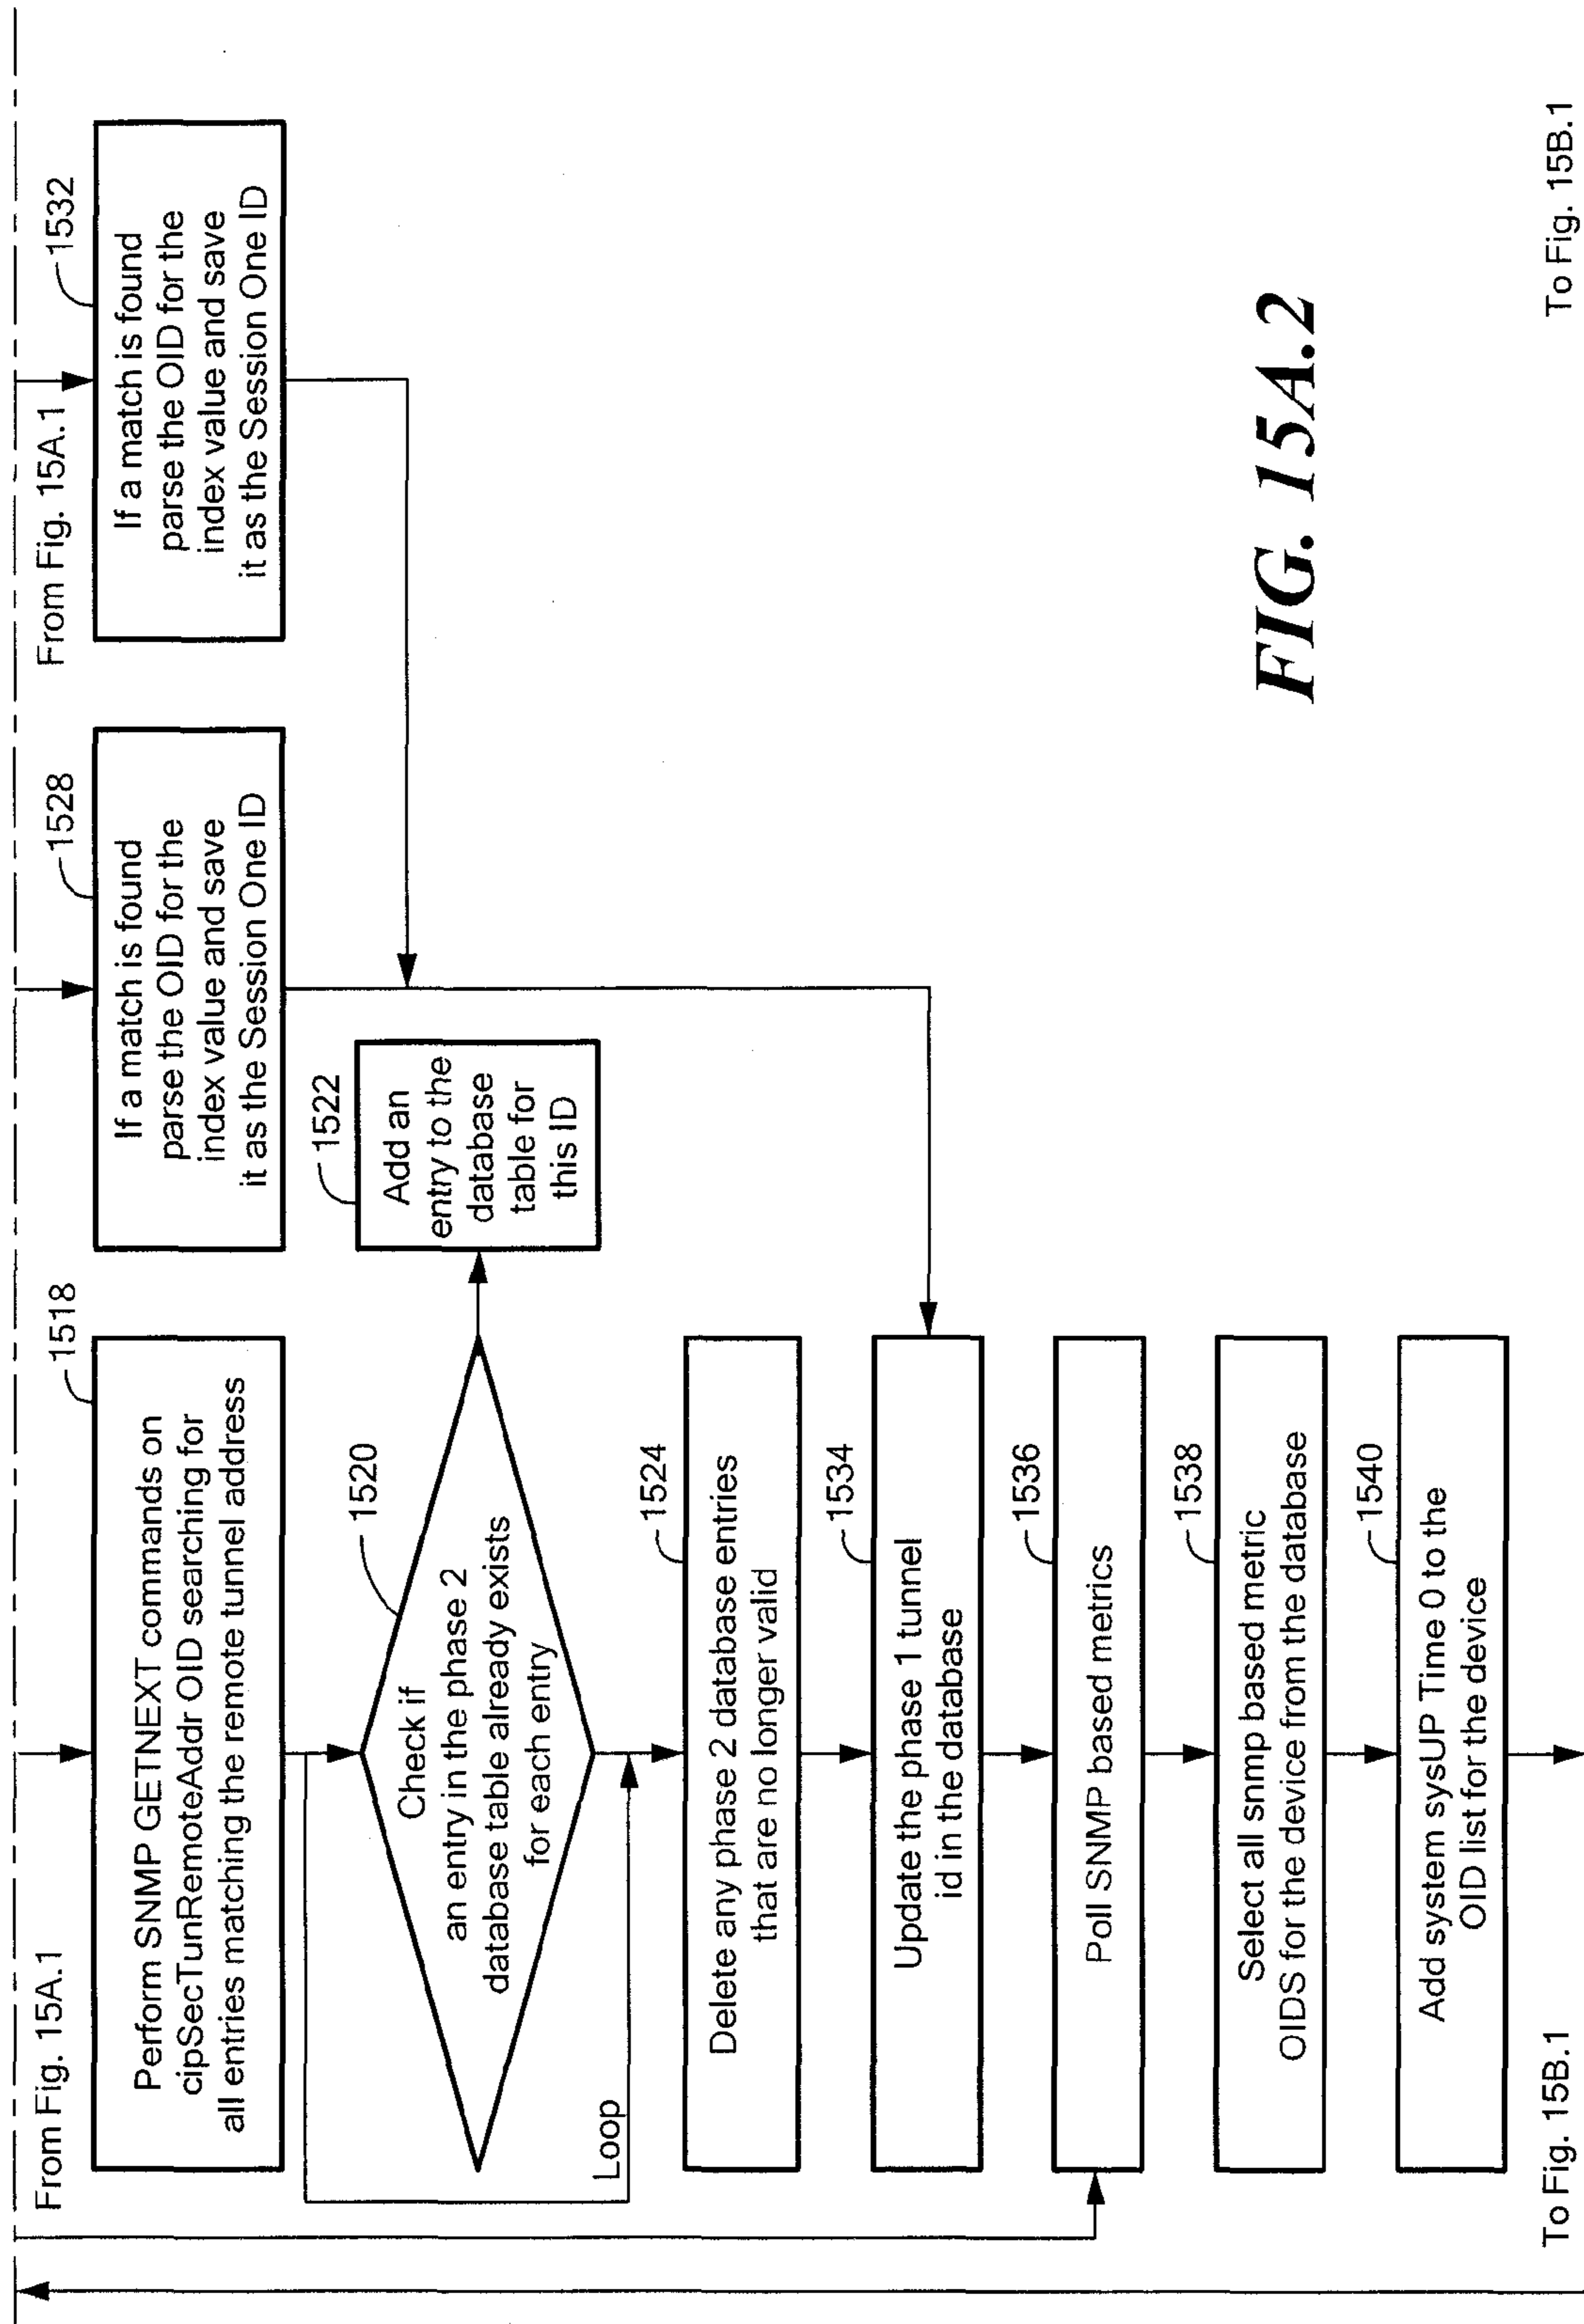 From Fig. 15A.1
From Fig. 15A.1
1518
Perform SNMP GETNEXT commands on
cipSecTunRemoteAddr OID searching for
all entries matching the remote tunnel address
1528
If a match is found
parse the OID for the
index value and save
it as the Session One ID
1532
If a match is found
parse the OID for the
index value and save
it as the Session One ID
1520
Check if
an entry in the phase 2
database table already exists
for each entry
1522
Add an
entry to the
database
table for
this ID
Loop
1524
Delete any phase 2 database entries
that are no longer valid
1534
Update the phase 1 tunnel
id in the database
1536
Poll SNMP based metrics
1538
Select all snmp based metric
OIDS for the device from the database
1540
Add system sysUP Time 0 to the
OID list for the device
FIG. 15A.2
To Fig. 15B.1
To Fig. 15B.1